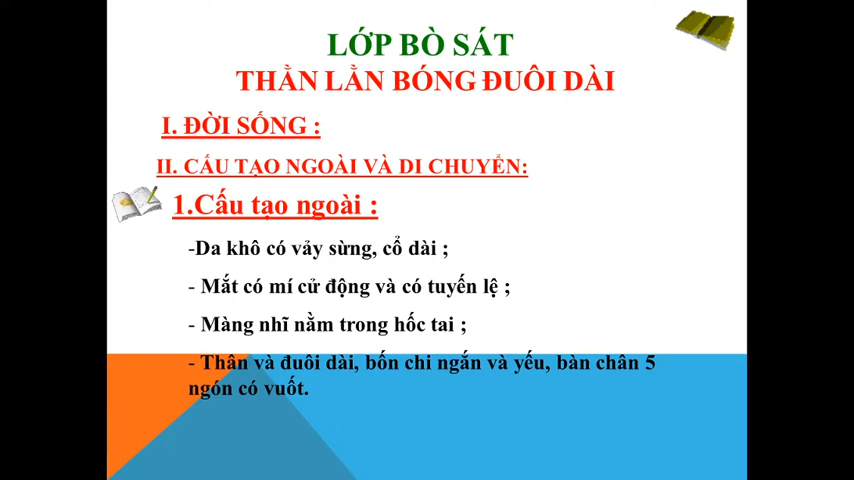 LỚP BÒ SÁT
THẰN LẰN BÓNG ĐUÔI DÀI
I. ĐỜI SỐNG :
II. CẤU TẠO NGOÀI VÀ DI CHUYỂN:
1.Cấu tạo ngoài :
-Da khô có vảy sừng, cổ dài ;
- Mắt có mí cử động và có tuyến lệ ;
- Màng nhĩ nằm trong hốc tai ;
- Thân và đuôi dài, bốn chi ngắn và yếu, bàn chân 5
ngón có vuốt.